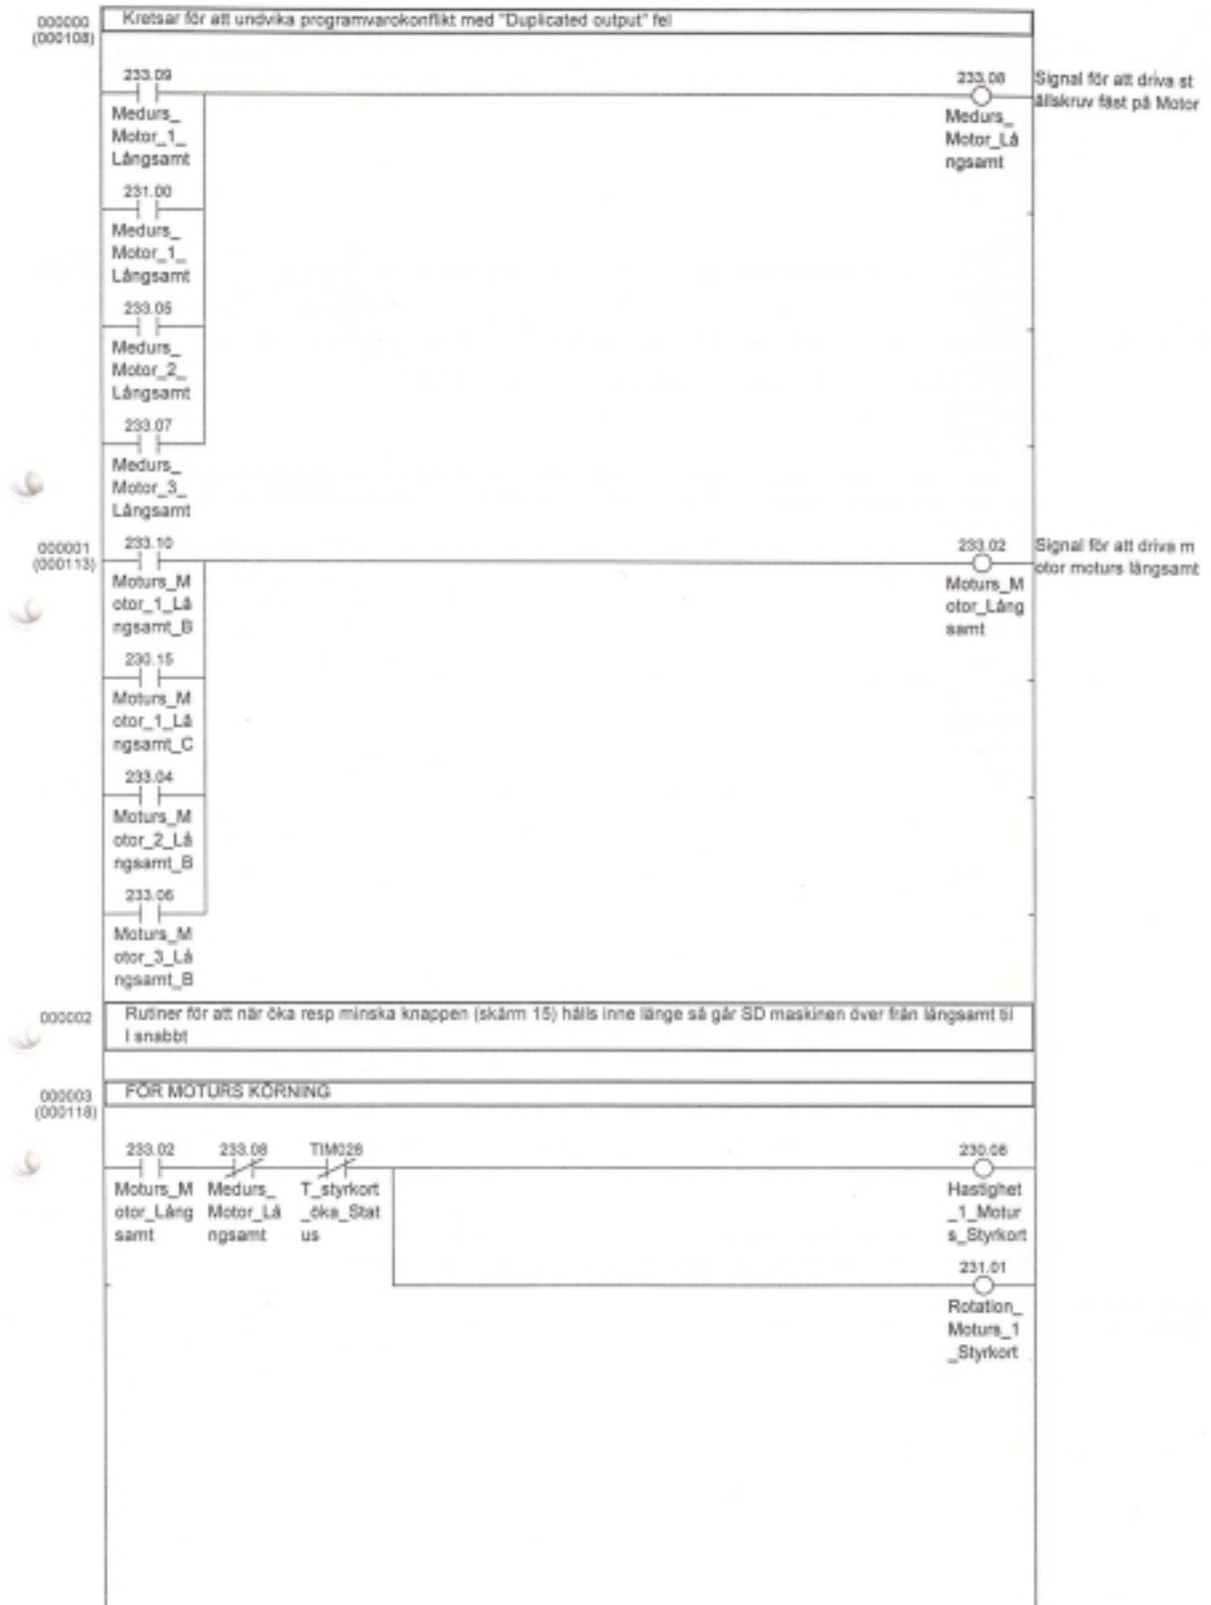 000000
(000108)
Kretsar för att undvika programvarokonflikt med "Duplicated output" fel
233.09
Medurs_
Motor_1_
Långsamt
233.08
Medurs_
Motor_Lå
ngsamt
Signal för att driva st
ällskruv fäst på Motor
231.00
Medurs_
Motor_1_
Långsamt
233.05
Medurs_
Motor_2_
Långsamt
233.07
Medurs_
Motor_3_
Långsamt
000001
(000113)
233.10
Moturs_M
otor_1_Lå
ngsamt_B
233.02
Moturs_M
otor_Lång
samt
Signal för att driva m
otor moturs långsamt
230.15
Moturs_M
otor_1_Lå
ngsamt_C
233.04
Moturs_M
otor_2_Lå
ngsamt_B
233.06
Moturs_M
otor_3_Lå
ngsamt_B
000002
Rutiner för att när öka resp minska knappen (skärm 15) hålls inne länge så går SD maskinen över från långsamt til
l snabbt
000003
(000118)
FÖR MOTURS KÖRNING
233.02
Moturs_M
otor_Lång
samt
233.08
Medurs_
Motor_Lå
ngsamt
TIM028
T_styrkort
_öka_Stat
us
230.06
Hastighet
_1_Motur
s_Styrkort
231.01
Rotation_
Moturs_1
_Styrkort